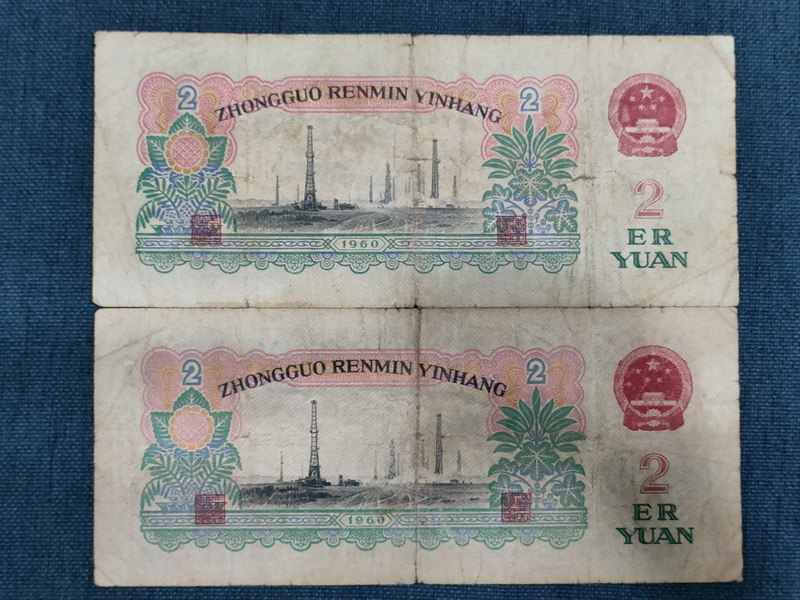 2 2
ZHONGGUO RENMIN YINHANG
2
ER
YUAN
1960
2 2
ZHONGGUO RENMIN YINHANG
2
ER
YUAN
1960